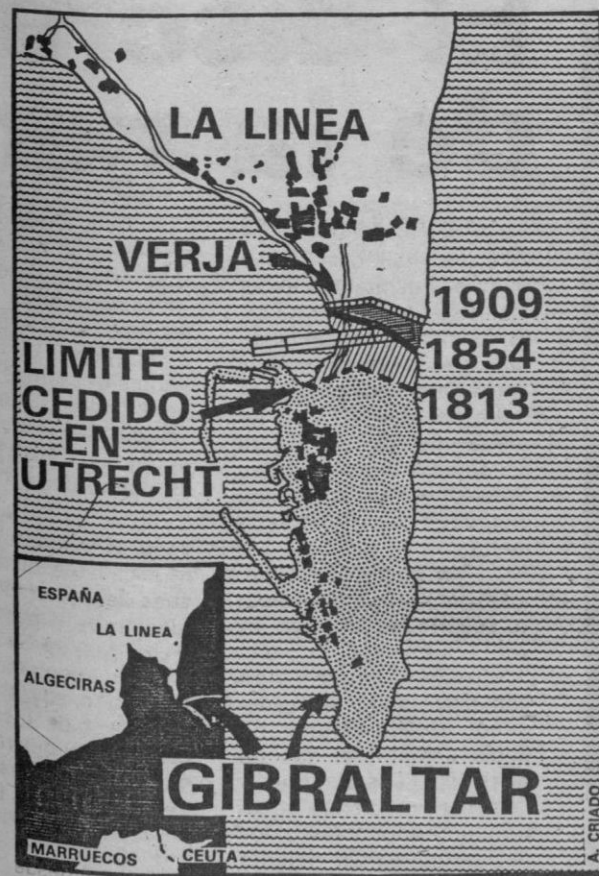 LA LINEA
VERJA
1909
1854
1813
LIMITE
CEDIDO
EN
UTRECHT
ESPAÑA
LA LINEA
ALGECIRAS
GIBRALTAR
MARRUECOS
CEUTA
A. CRIADO